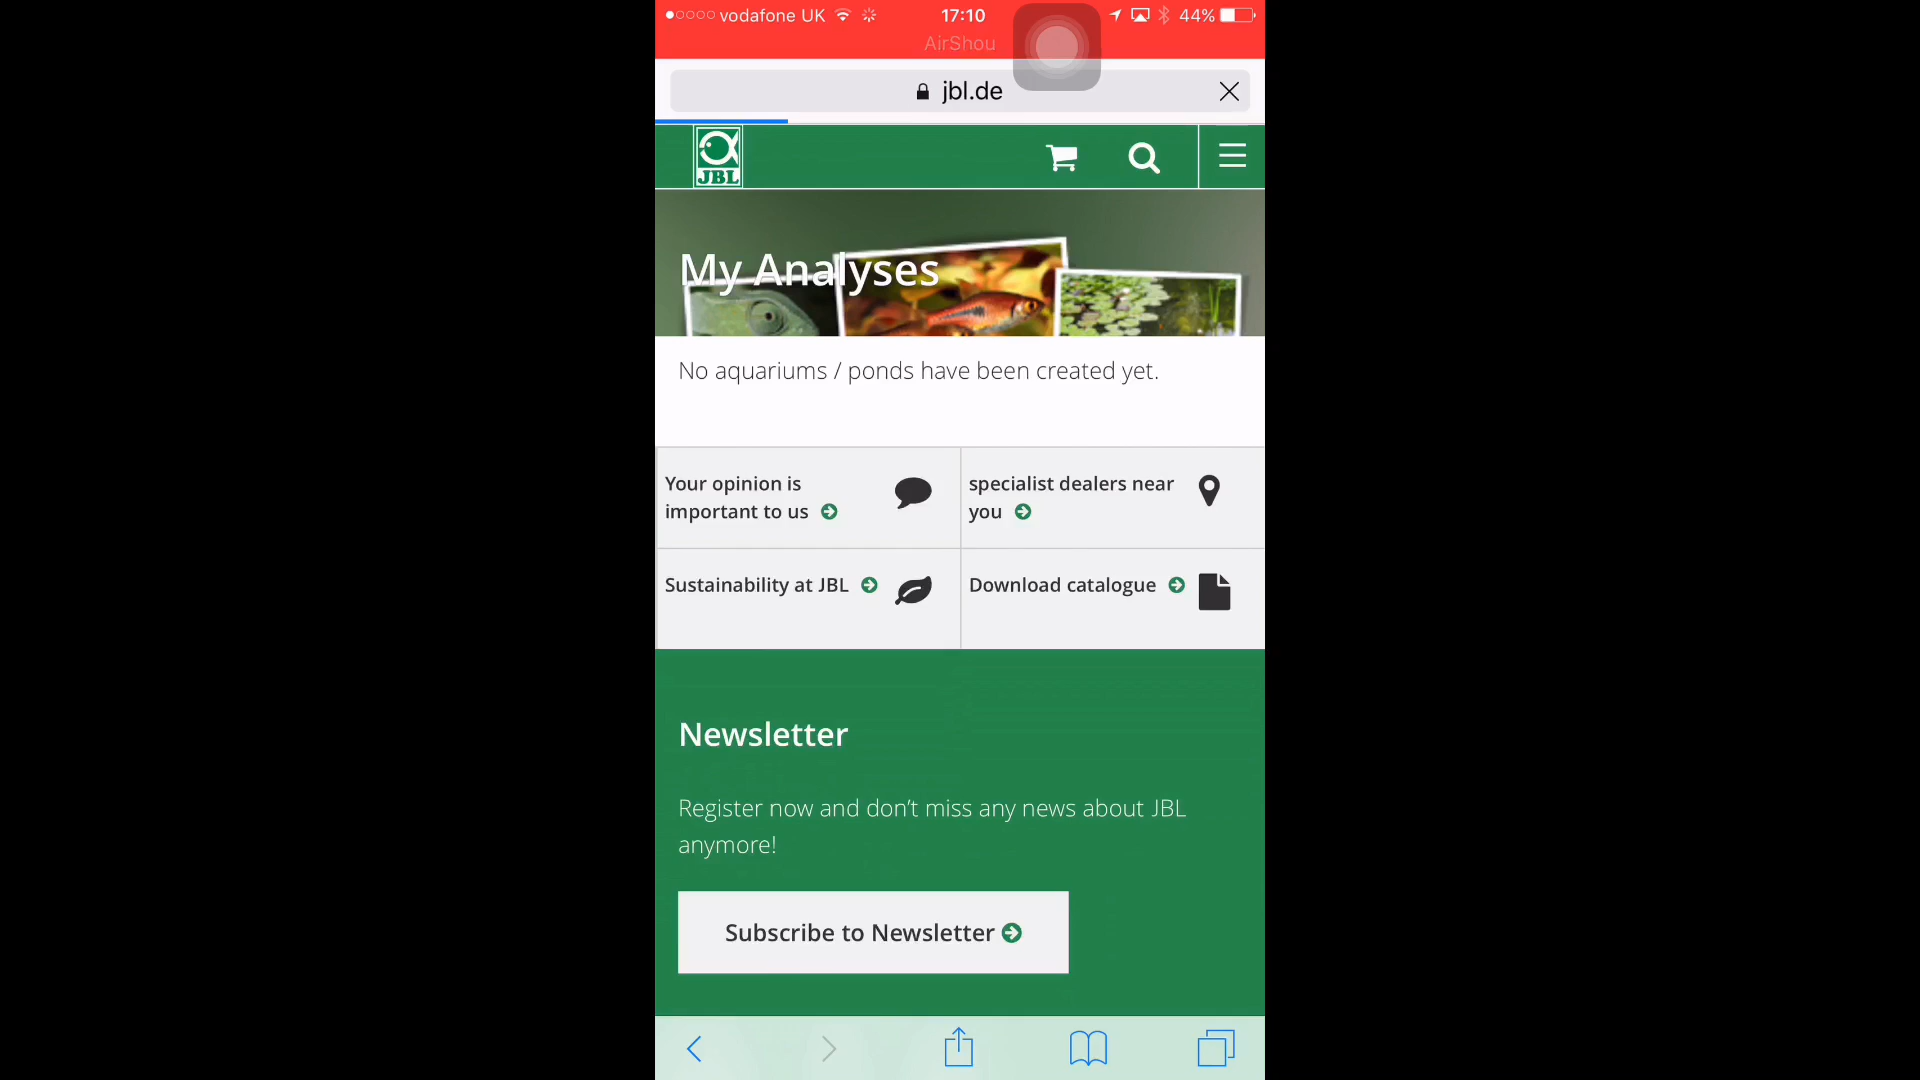 vodafone UK 17:10 44%
AirShou
jbl.de
JBL
My Analyses
No aquariums / ponds have been created yet.
Your opinion is
important to us
specialist dealers near
you
Sustainability at JBL
Download catalogue
Newsletter
Register now and don't miss any news about JBL
anymore!
Subscribe to Newsletter